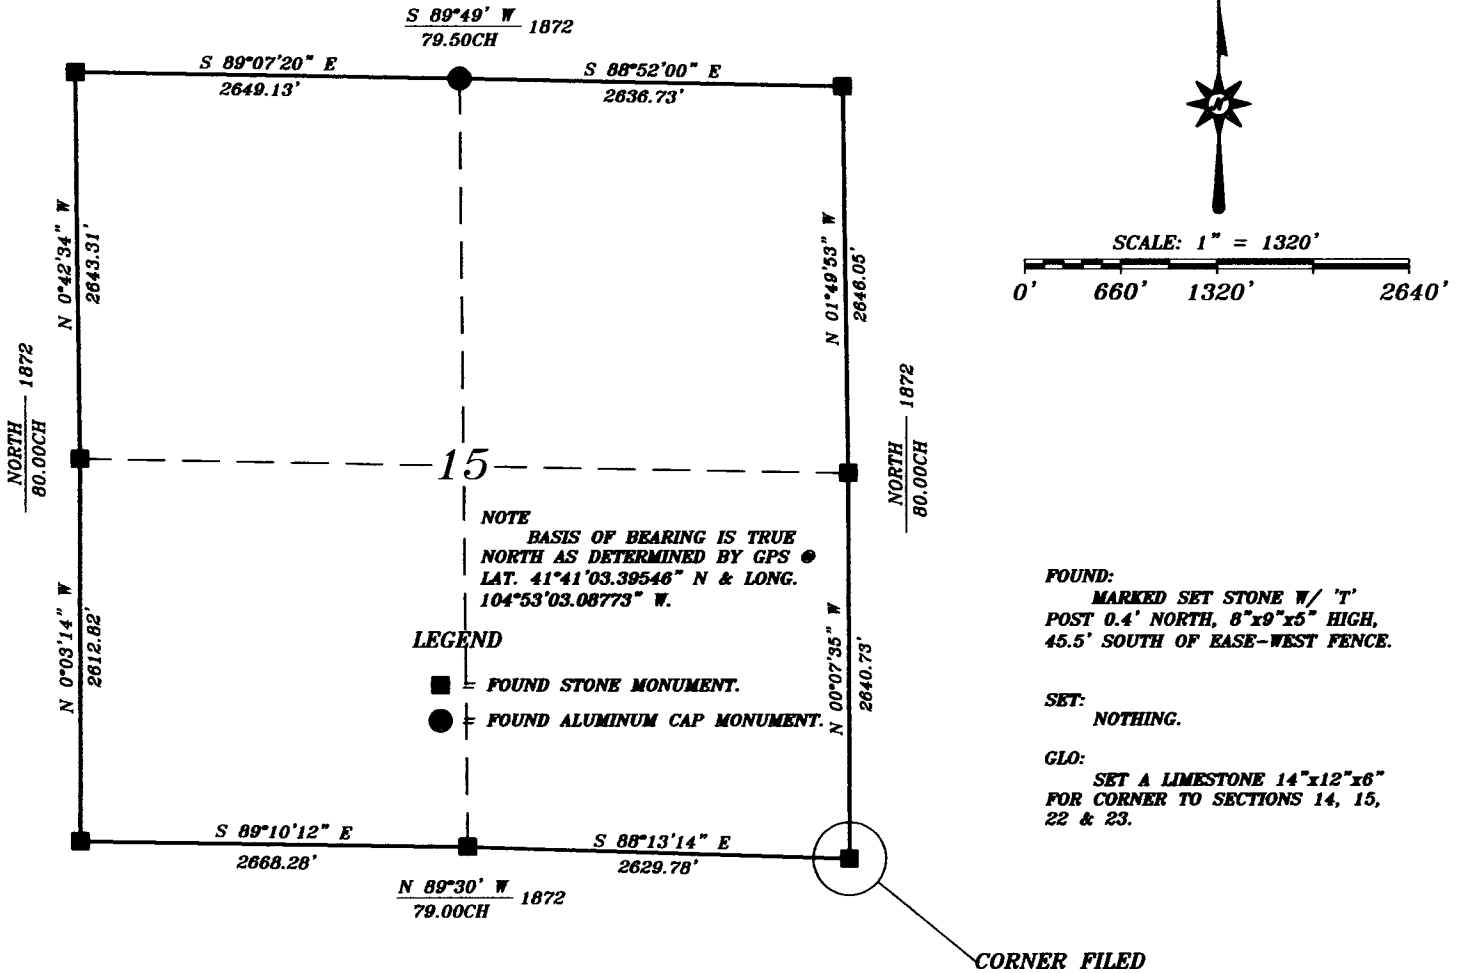 S 89°49' W
79.50CH
1872
S 89°07'20" E
2649.13'
S 88°52'00" E
2636.73'
N
SCALE: 1" = 1320'
0' 660' 1320' 2640'
N 0°42'34" W
2643.31'
N 01°49'53" W
2646.05'
NORTH
80.00CH
1872
NORTH
80.00CH
1872
15
NOTE
BASIS OF BEARING IS TRUE
NORTH AS DETERMINED BY GPS @
LAT. 41°41'03.39546" N & LONG.
104°53'03.08773" W.
LEGEND
= FOUND STONE MONUMENT.
= FOUND ALUMINUM CAP MONUMENT.
N 0°03'14" W
2612.82'
N 00°07'35" W
2640.73'
FOUND:
MARKED SET STONE W/ 'T'
POST 0.4' NORTH, 8"x9"x5" HIGH,
45.5' SOUTH OF EASE-WEST FENCE.
SET:
NOTHING.
GLO:
SET A LIMESTONE 14"x12"x6"
FOR CORNER TO SECTIONS 14, 15,
22 & 23.
S 89°10'12" E
2668.28'
S 88°13'14" E
2629.78'
N 89°30' W
79.00CH
1872
CORNER FILED